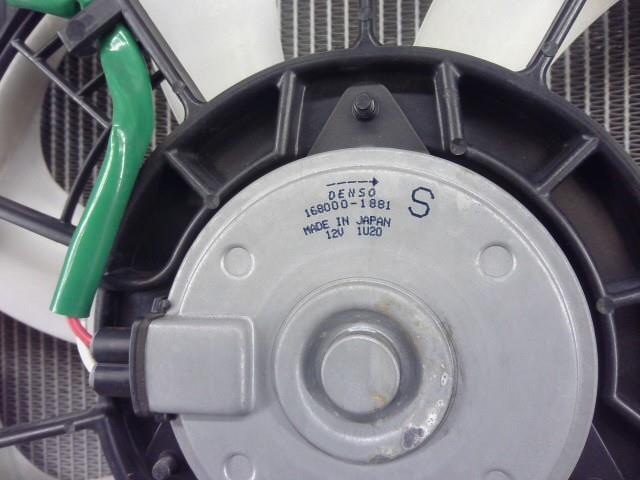 DENSO
168000-1881
S
MADE IN JAPAN
12V 1U20